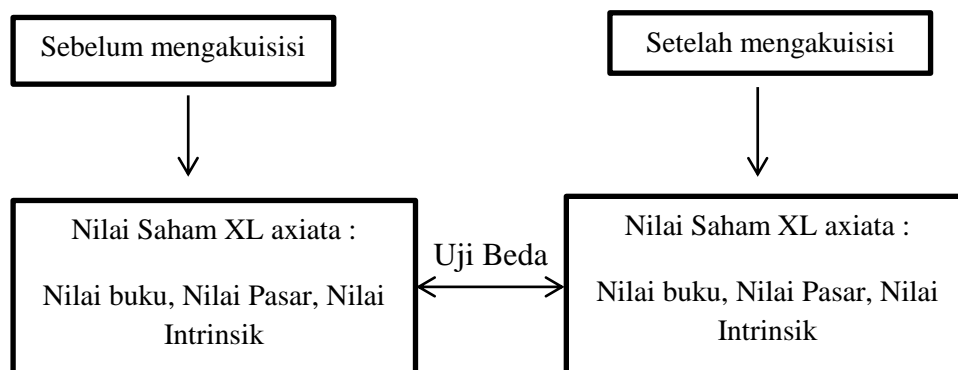 Sebelum mengakuisisi
Setelah mengakuisisi
Nilai Saham XL axiata :
Nilai buku, Nilai Pasar, Nilai
Intrinsik
Uji Beda
Nilai Saham XL axiata :
Nilai buku, Nilai Pasar, Nilai
Intrinsik